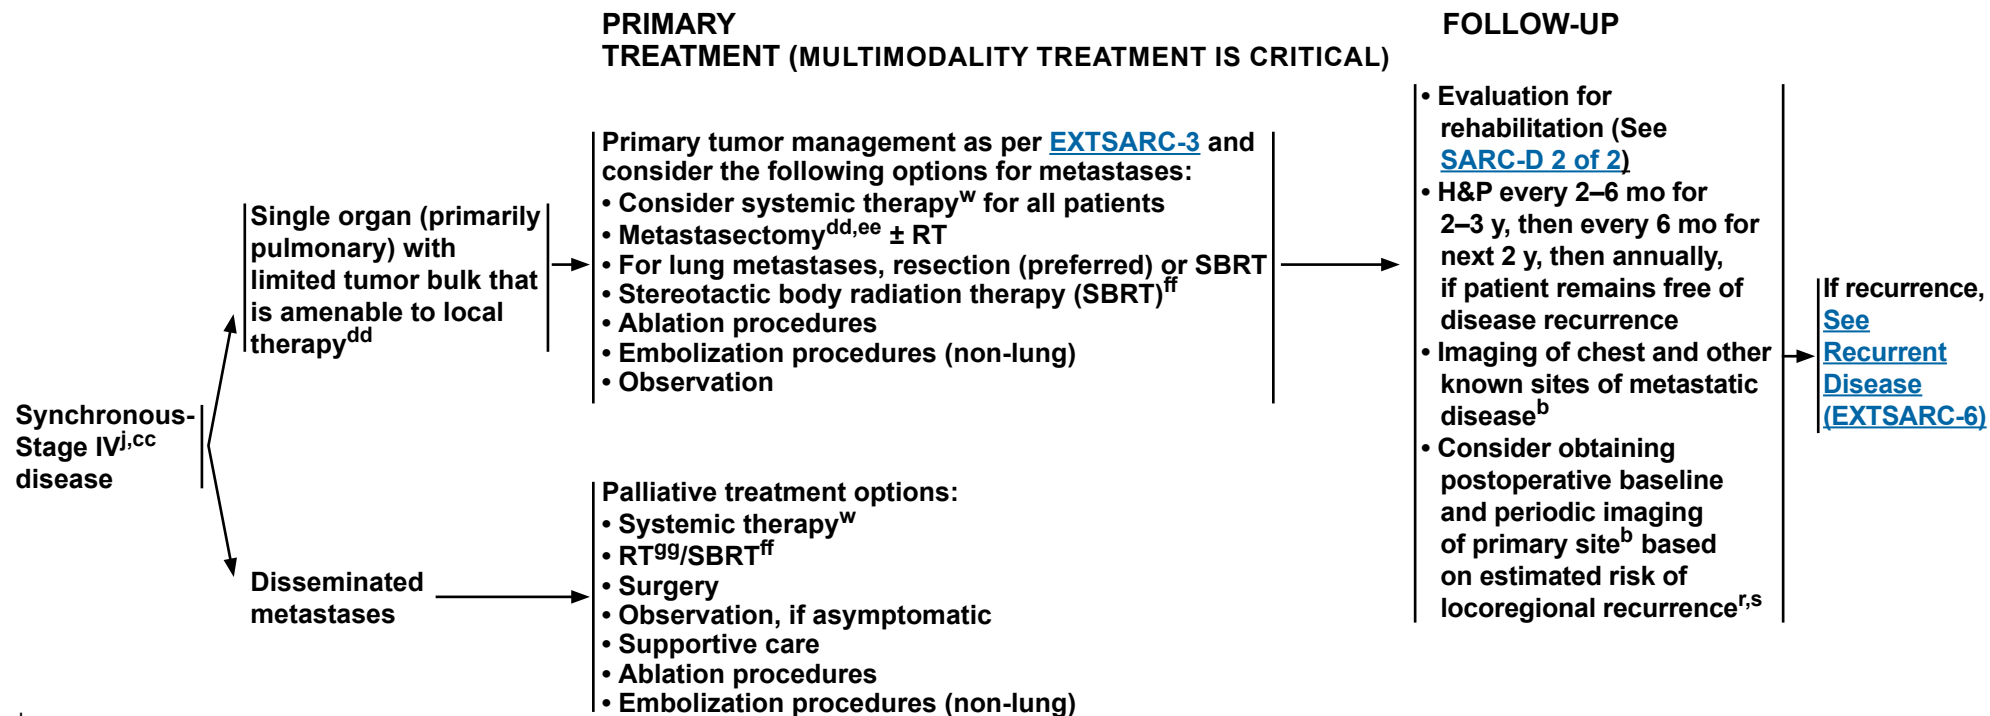 PRIMARY
TREATMENT (MULTIMODALITY TREATMENT IS CRITICAL)
FOLLOW-UP
Synchronous-
Stage IVj,cc
disease
Single organ (primarily
pulmonary) with
limited tumor bulk that
is amenable to local
therapydd
Primary tumor management as per EXTSARC-3 and
consider the following options for metastases:
• Consider systemic therapyw for all patients
• Metastasectomydd,ee ± RT
• For lung metastases, resection (preferred) or SBRT
• Stereotactic body radiation therapy (SBRT)ff
• Ablation procedures
• Embolization procedures (non-lung)
• Observation
Disseminated
metastases
Palliative treatment options:
• Systemic therapyw
• RTgg/SBRTff
• Surgery
• Observation, if asymptomatic
• Supportive care
• Ablation procedures
• Embolization procedures (non-lung)
• Evaluation for
rehabilitation (See
SARC-D 2 of 2)
• H&P every 2–6 mo for
2–3 y, then every 6 mo for
next 2 y, then annually,
if patient remains free of
disease recurrence
• Imaging of chest and other
known sites of metastatic
diseaseb
• Consider obtaining
postoperative baseline
and periodic imaging
of primary siteb based
on estimated risk of
locoregional recurrencer,s
If recurrence,
See
Recurrent
Disease
(EXTSARC-6)